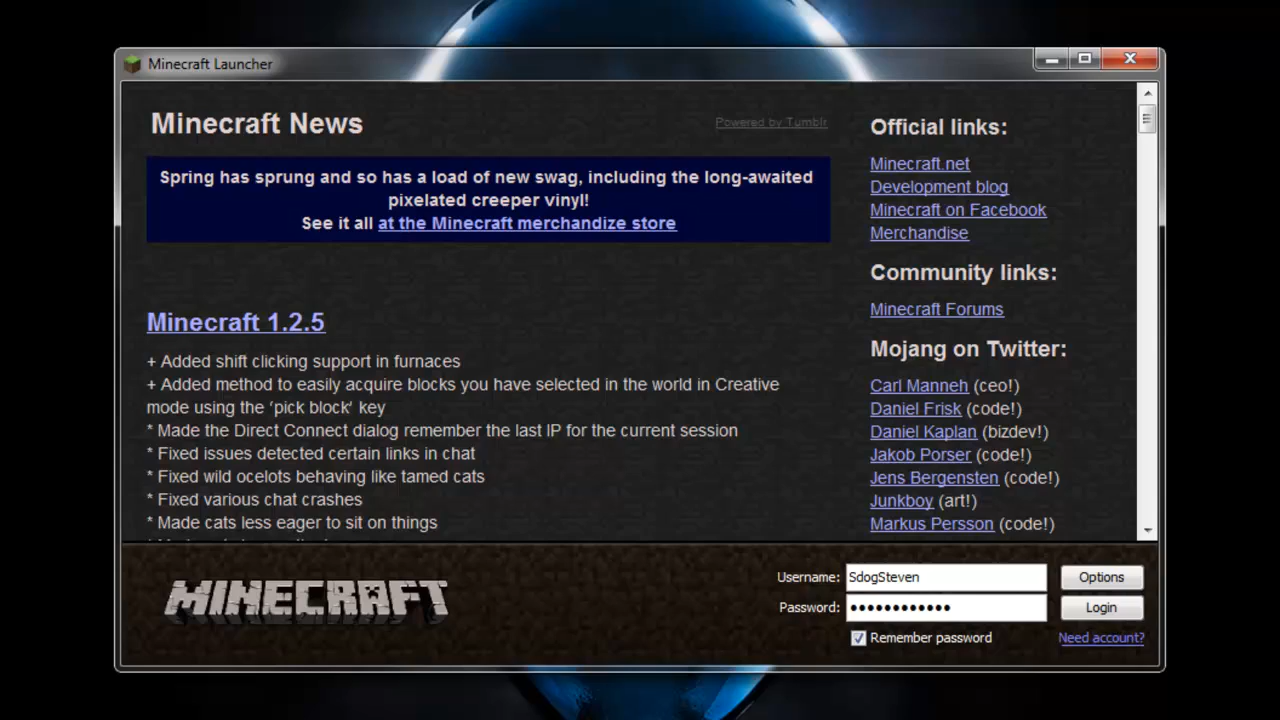 Minecraft Launcher
Minecraft News
Powered by Tumblr
Spring has sprung and so has a load of new swag, including the long-awaited
pixelated creeper vinyl!
See it all at the Minecraft merchandize store
Minecraft 1.2.5
+ Added shift clicking support in furnaces
+ Added method to easily acquire blocks you have selected in the world in Creative
mode using the ‘pick block’ key
* Made the Direct Connect dialog remember the last IP for the current session
* Fixed issues detected certain links in chat
* Fixed wild ocelots behaving like tamed cats
* Fixed various chat crashes
* Made cats less eager to sit on things
Official links:
Minecraft.net
Development blog
Minecraft on Facebook
Merchandise
Community links:
Minecraft Forums
Mojang on Twitter:
Carl Manneh (ceo!)
Daniel Frisk (code!)
Daniel Kaplan (bizdev!)
Jakob Porser (code!)
Jens Bergensten (code!)
Junkboy (art!)
Markus Persson (code!)
MINECRAFT
Username: SdogSteven
Options
Password: ••••••••••••
Login
Remember password
Need account?